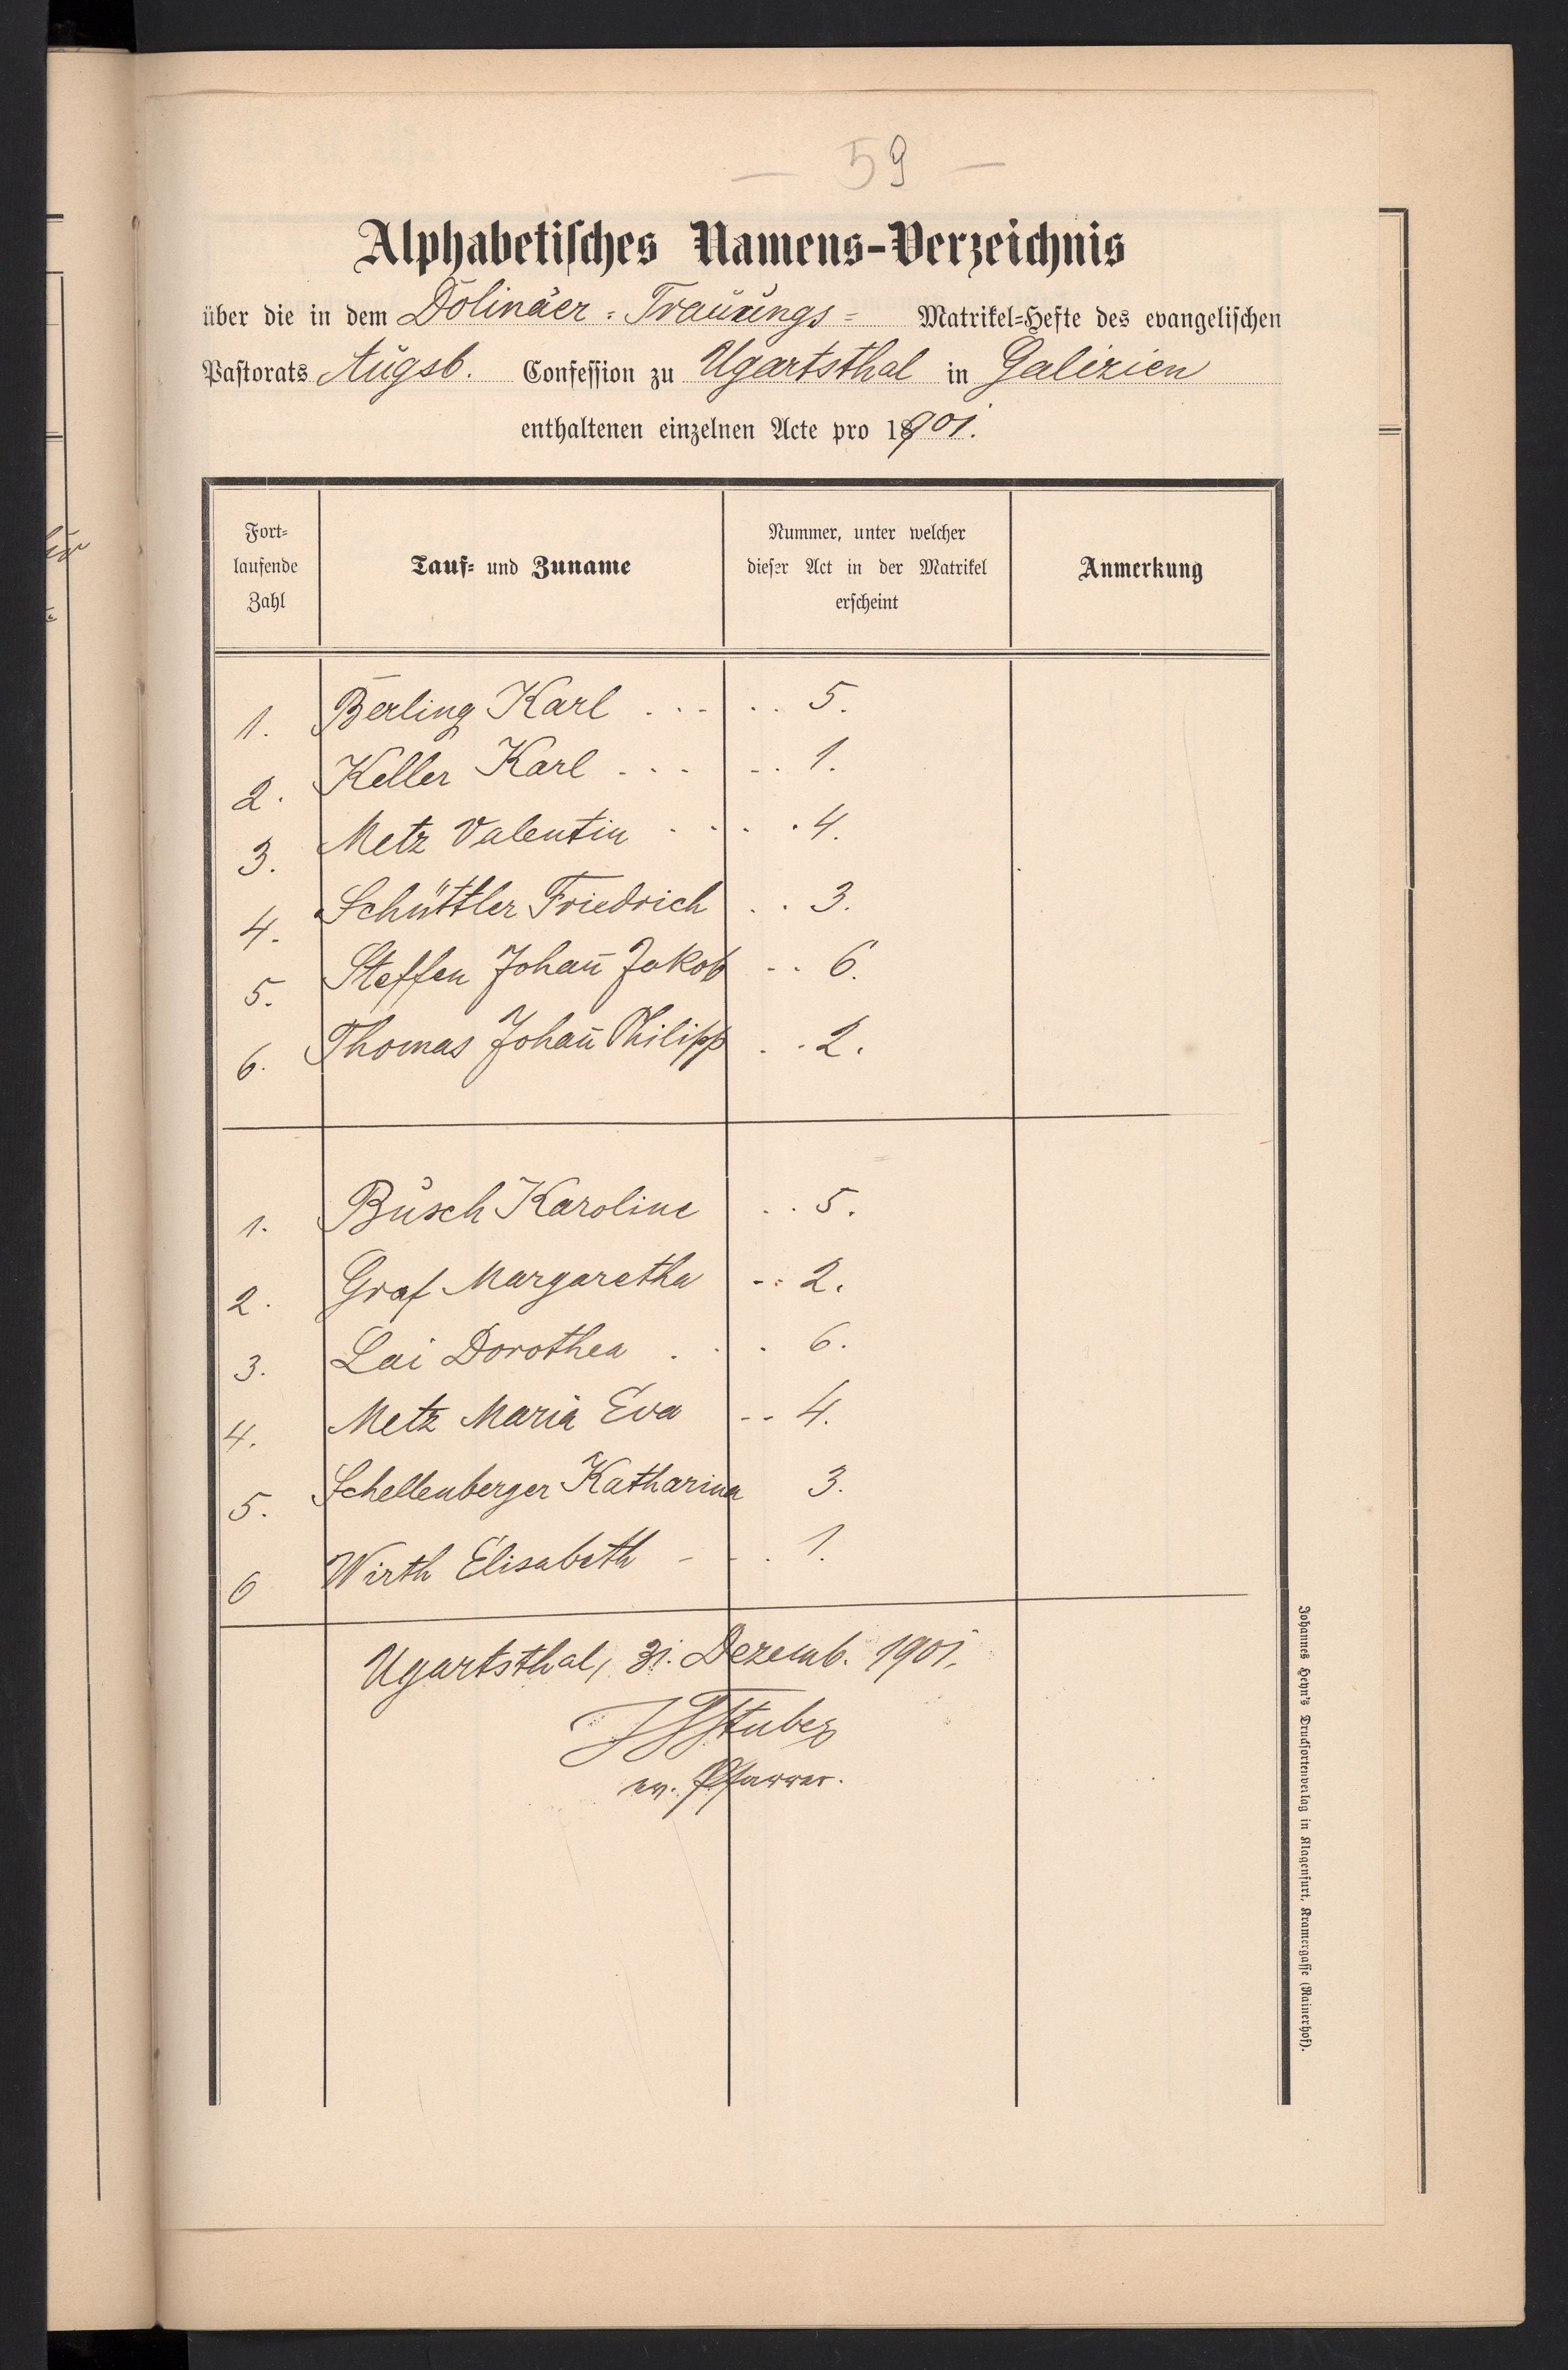 — 59 —
Alphabetisches Namens-Verzeichnis
über die in dem Dolinaer-Trauungs- Matrikel-Hefte des evangelischen
Pastorats Augsb. Confession zu Ugartsthal in Galizien
enthaltenen einzelnen Acte pro 1901.
Fort-
laufende
Zahl
Tauf- und Zuname
Nummer, unter welcher
dieser Act in der Matrikel
erscheint
Anmerkung
1. Berling Karl . . . . . 5.
2. Keller Karl . . . . . 1.
3. Metz Valentin . . . . 4.
4. Schüttler Friedrich . . 3.
5. Steffen Johan̄ Jakob . . 6.
6. Thomas Johan̄ Philipp . . 2.
1. Busch Karoline . . 5.
2. Graf Margaretha . . 2.
3. Lai Dorothea . . . 6.
4. Metz Maria Eva . . 4.
5. Schellenberger Katharina 3.
6 Wirth Elisabeth . . . 1.
Ugartsthal, 31. Dezemb. 1901.
Stuber
ev. Pfarrer.
Johannes Heyn's Drucksortenverlag in Klagenfurt, Kramergasse (Rainerhof).